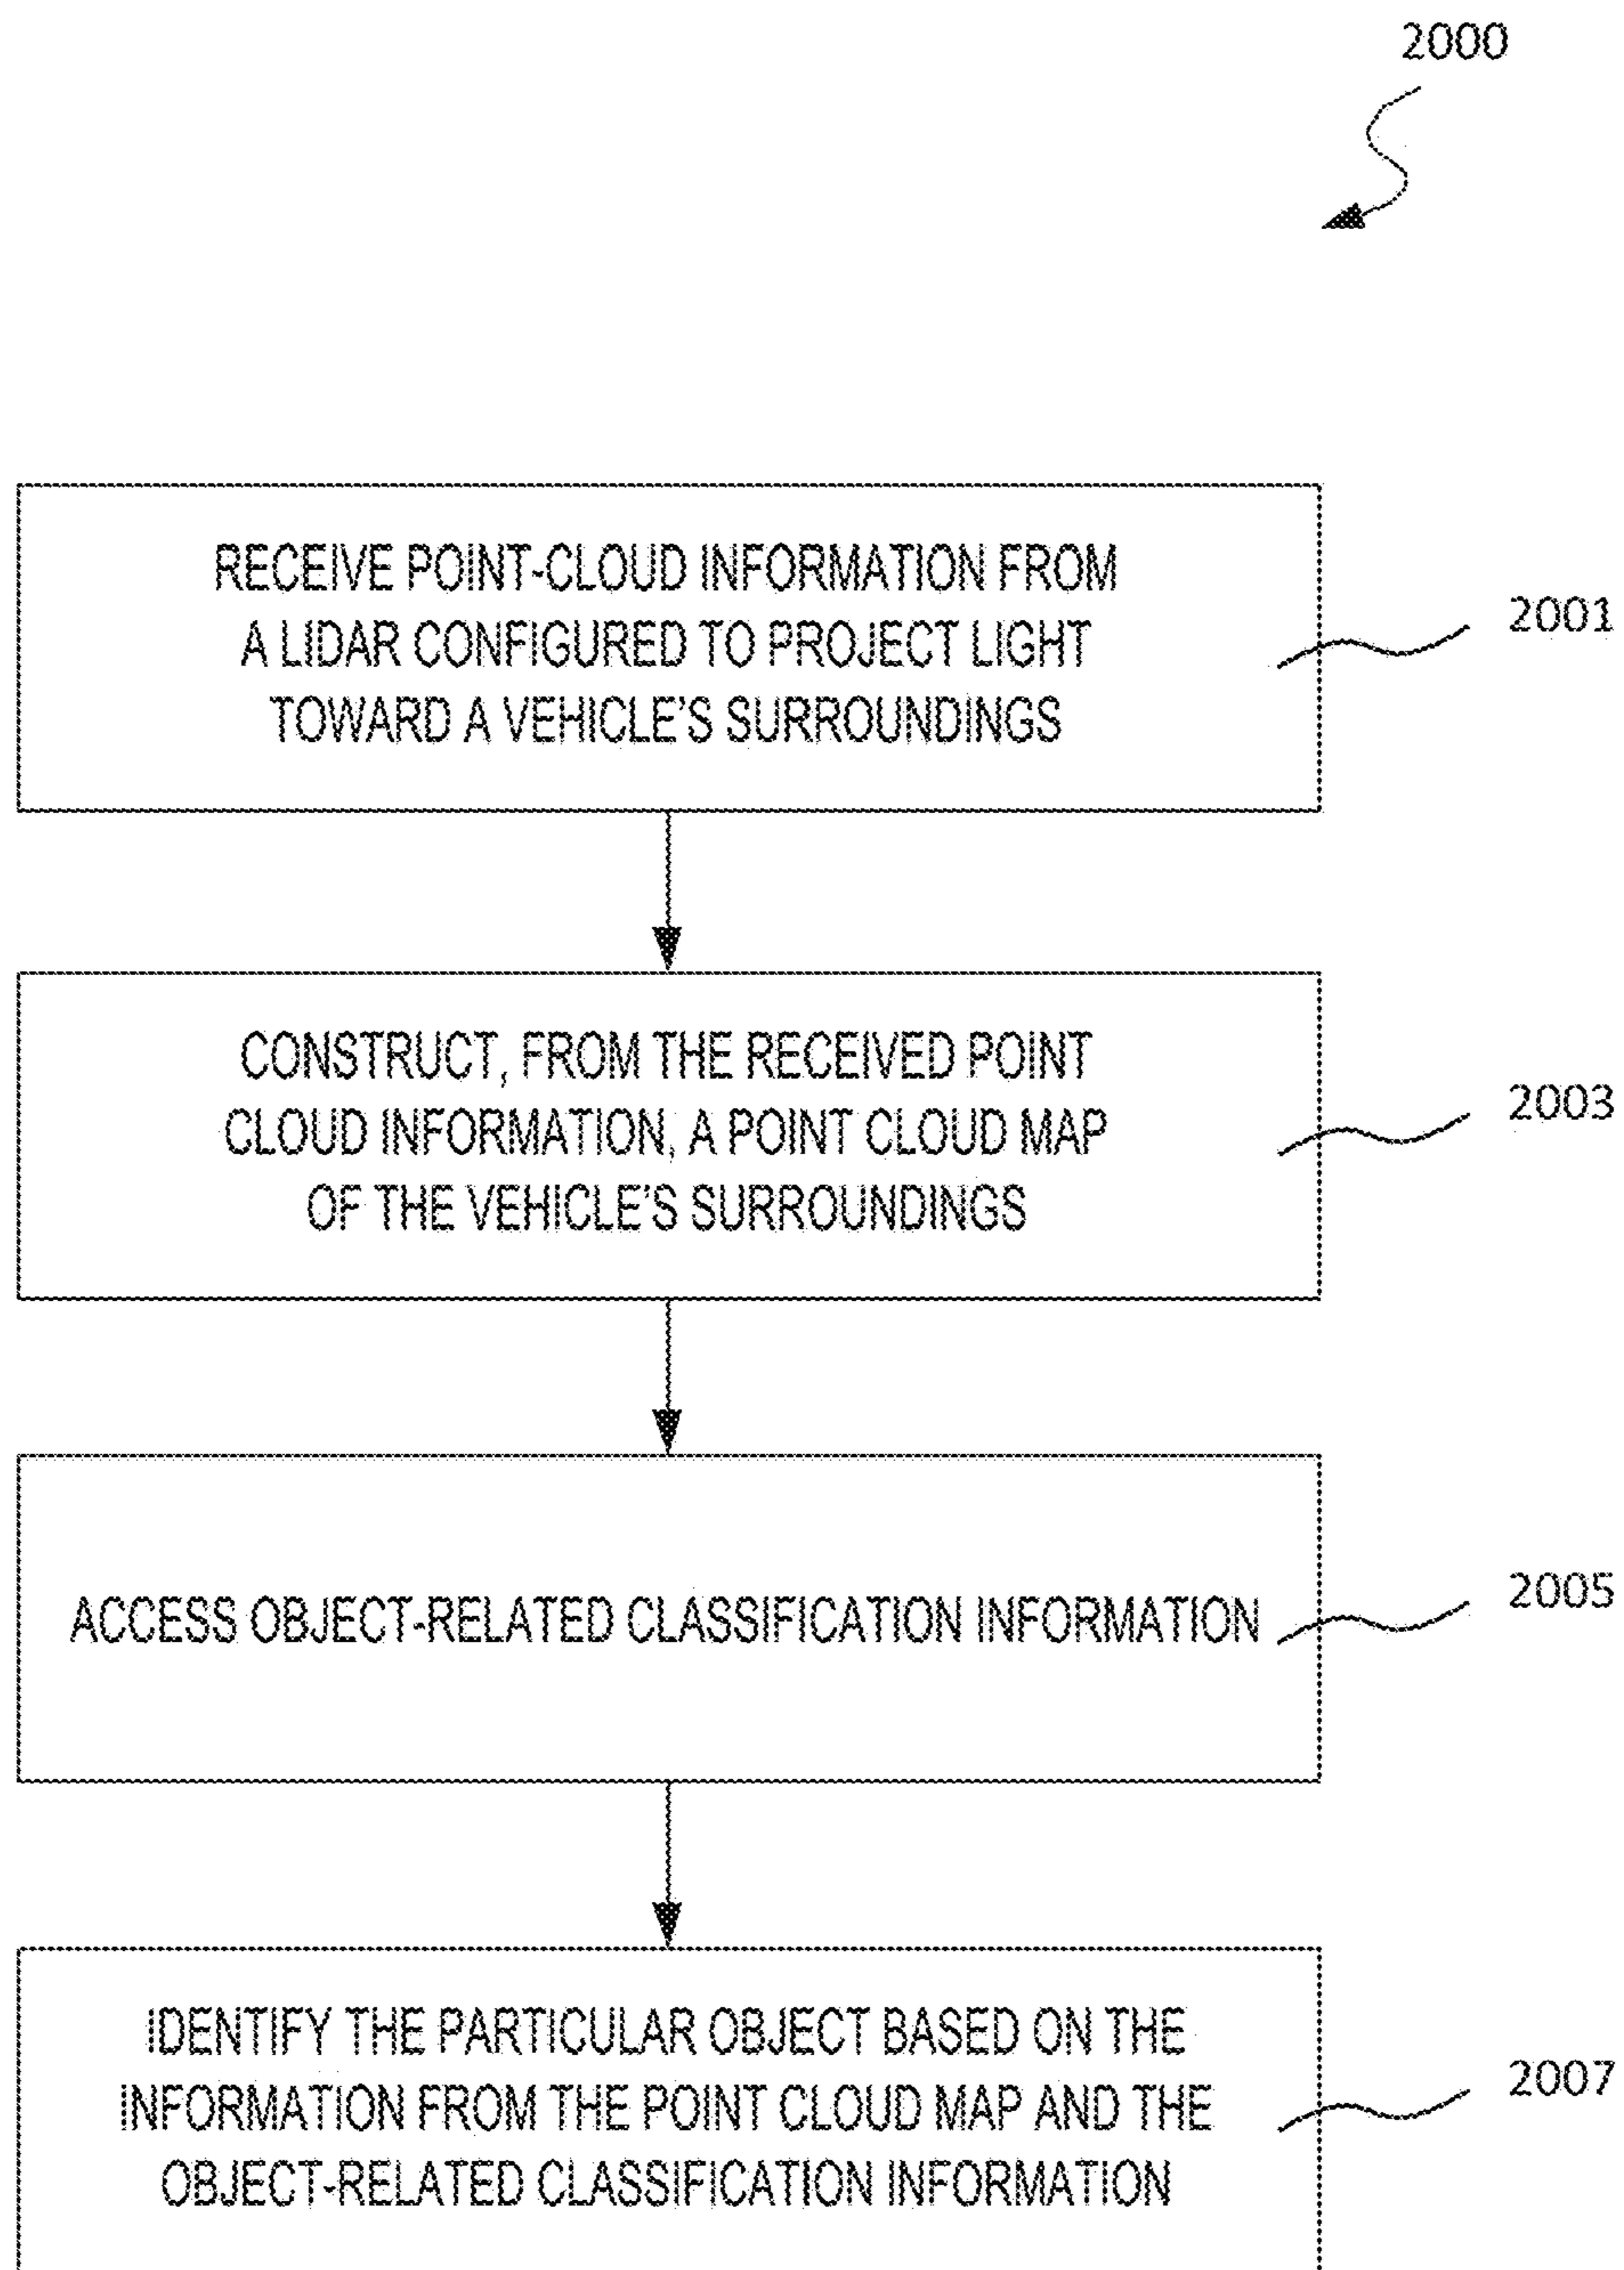 2000
RECEIVE POINT-CLOUD INFORMATION FROM
A LIDAR CONFIGURED TO PROJECT LIGHT
TOWARD A VEHICLE'S SURROUNDINGS
2001
CONSTRUCT, FROM THE RECEIVED POINT
CLOUD INFORMATION, A POINT CLOUD MAP
OF THE VEHICLE'S SURROUNDINGS
2003
ACCESS OBJECT-RELATED CLASSIFICATION INFORMATION
2005
IDENTIFY THE PARTICULAR OBJECT BASED ON THE
INFORMATION FROM THE POINT CLOUD MAP AND THE
OBJECT-RELATED CLASSIFICATION INFORMATION
2007